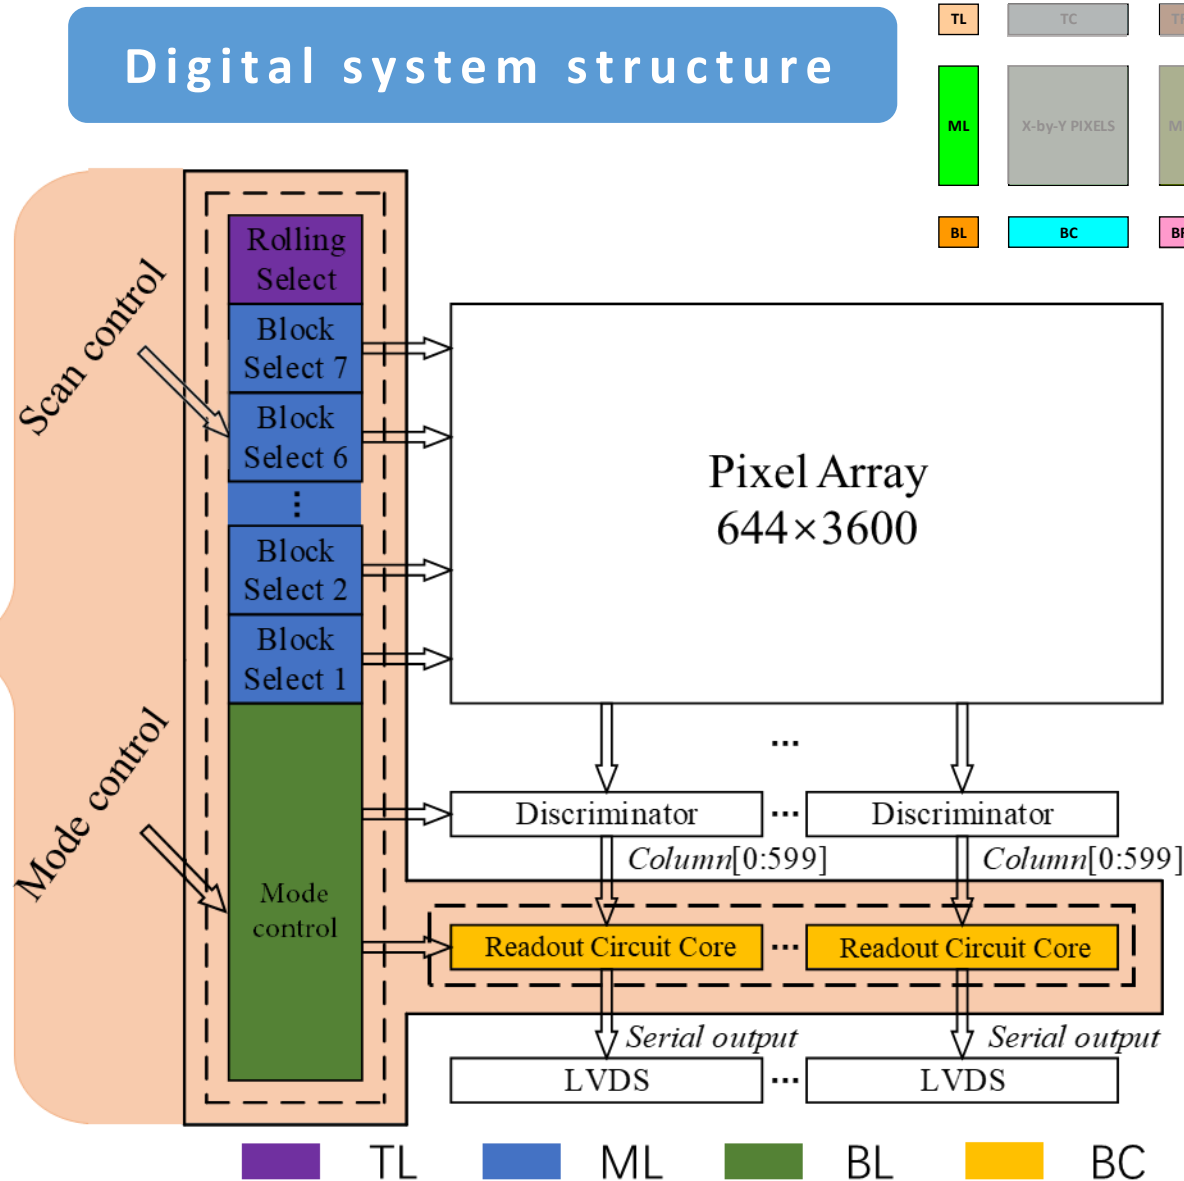 Digital system structure
TL
TC
ML
X-by-Y PIXELS
BL
BC
Scan control
Mode control
Rolling
Select
Block
Select 7
Block
Select 6
⋮
Block
Select 2
Block
Select 1
Mode
control
Pixel Array
644×3600
...
Discriminator
...
Discriminator
Column[0:599]
Column[0:599]
Readout Circuit Core
...
Readout Circuit Core
Serial output
Serial output
LVDS
...
LVDS
TL
ML
BL
BC